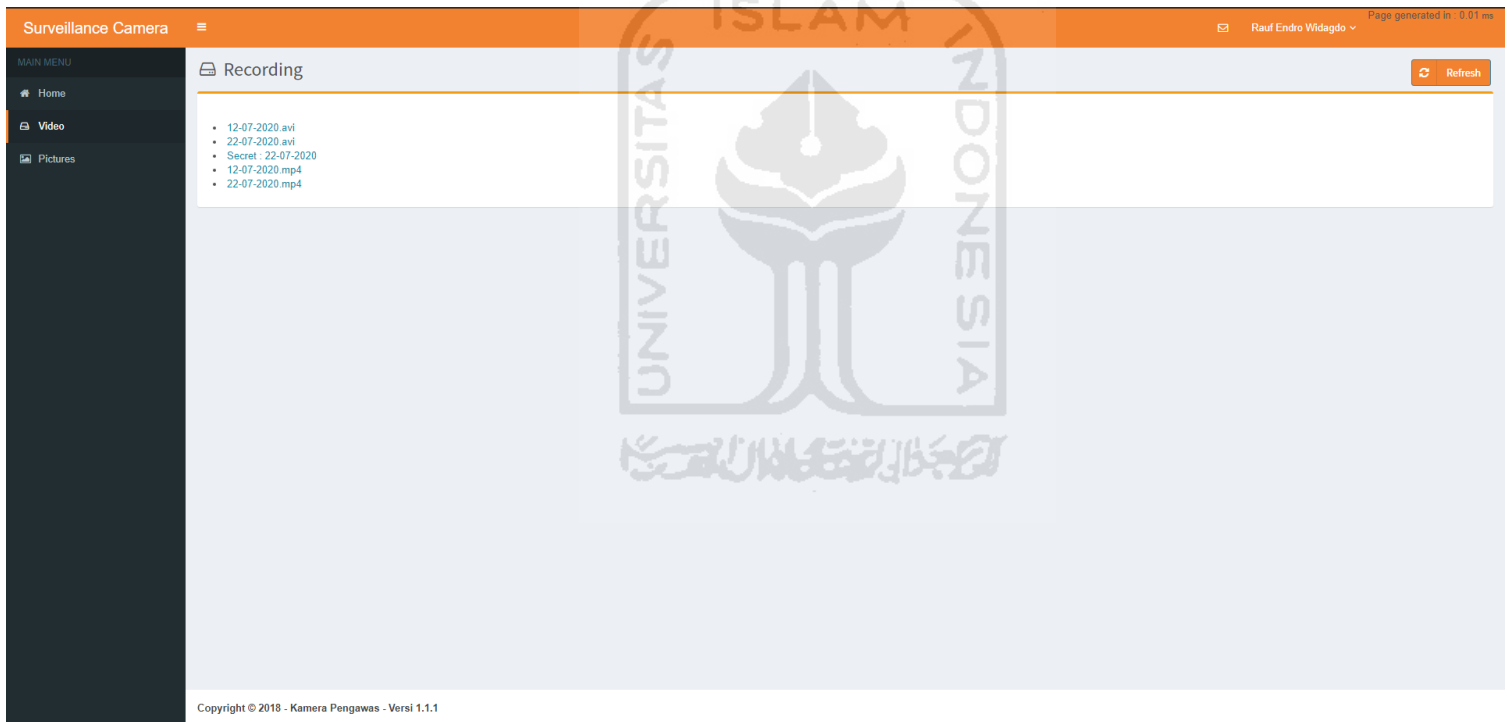 Page generated in : 0.01 ms
Surveillance Camera
Rauf Endro Widagdo
MAIN MENU
Home
Video
Pictures
Recording
Refresh
12-07-2020.avi
22-07-2020.avi
Secret : 22-07-2020
12-07-2020.mp4
22-07-2020.mp4
UNIVERSITAS
ISLAM
INDONESIA
Copyright © 2018 - Kamera Pengawas - Versi 1.1.1